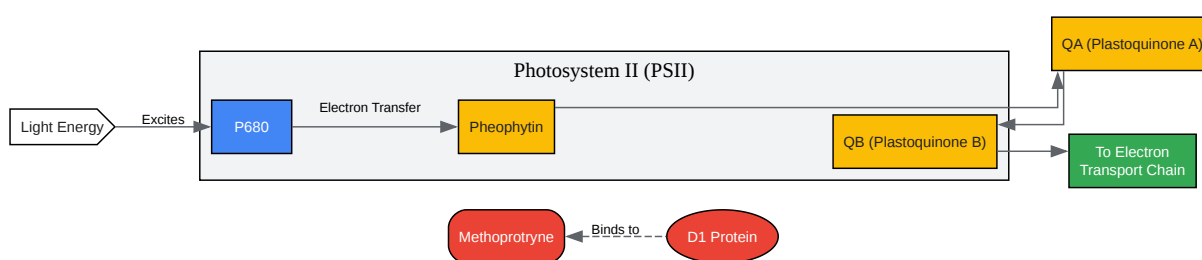 QA (Plastoquinone A)
Photosystem II (PSII)
Light Energy
Excites
P680
Electron Transfer
Pheophytin
QB (Plastoquinone B)
To Electron
Transport Chain
Methoprotryne
Binds to
D1 Protein